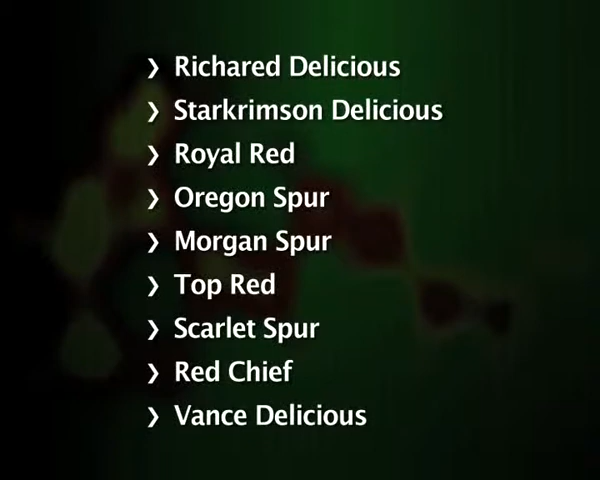 ❯ Richared Delicious
❯ Starkrimson Delicious
❯ Royal Red
❯ Oregon Spur
❯ Morgan Spur
❯ Top Red
❯ Scarlet Spur
❯ Red Chief
❯ Vance Delicious